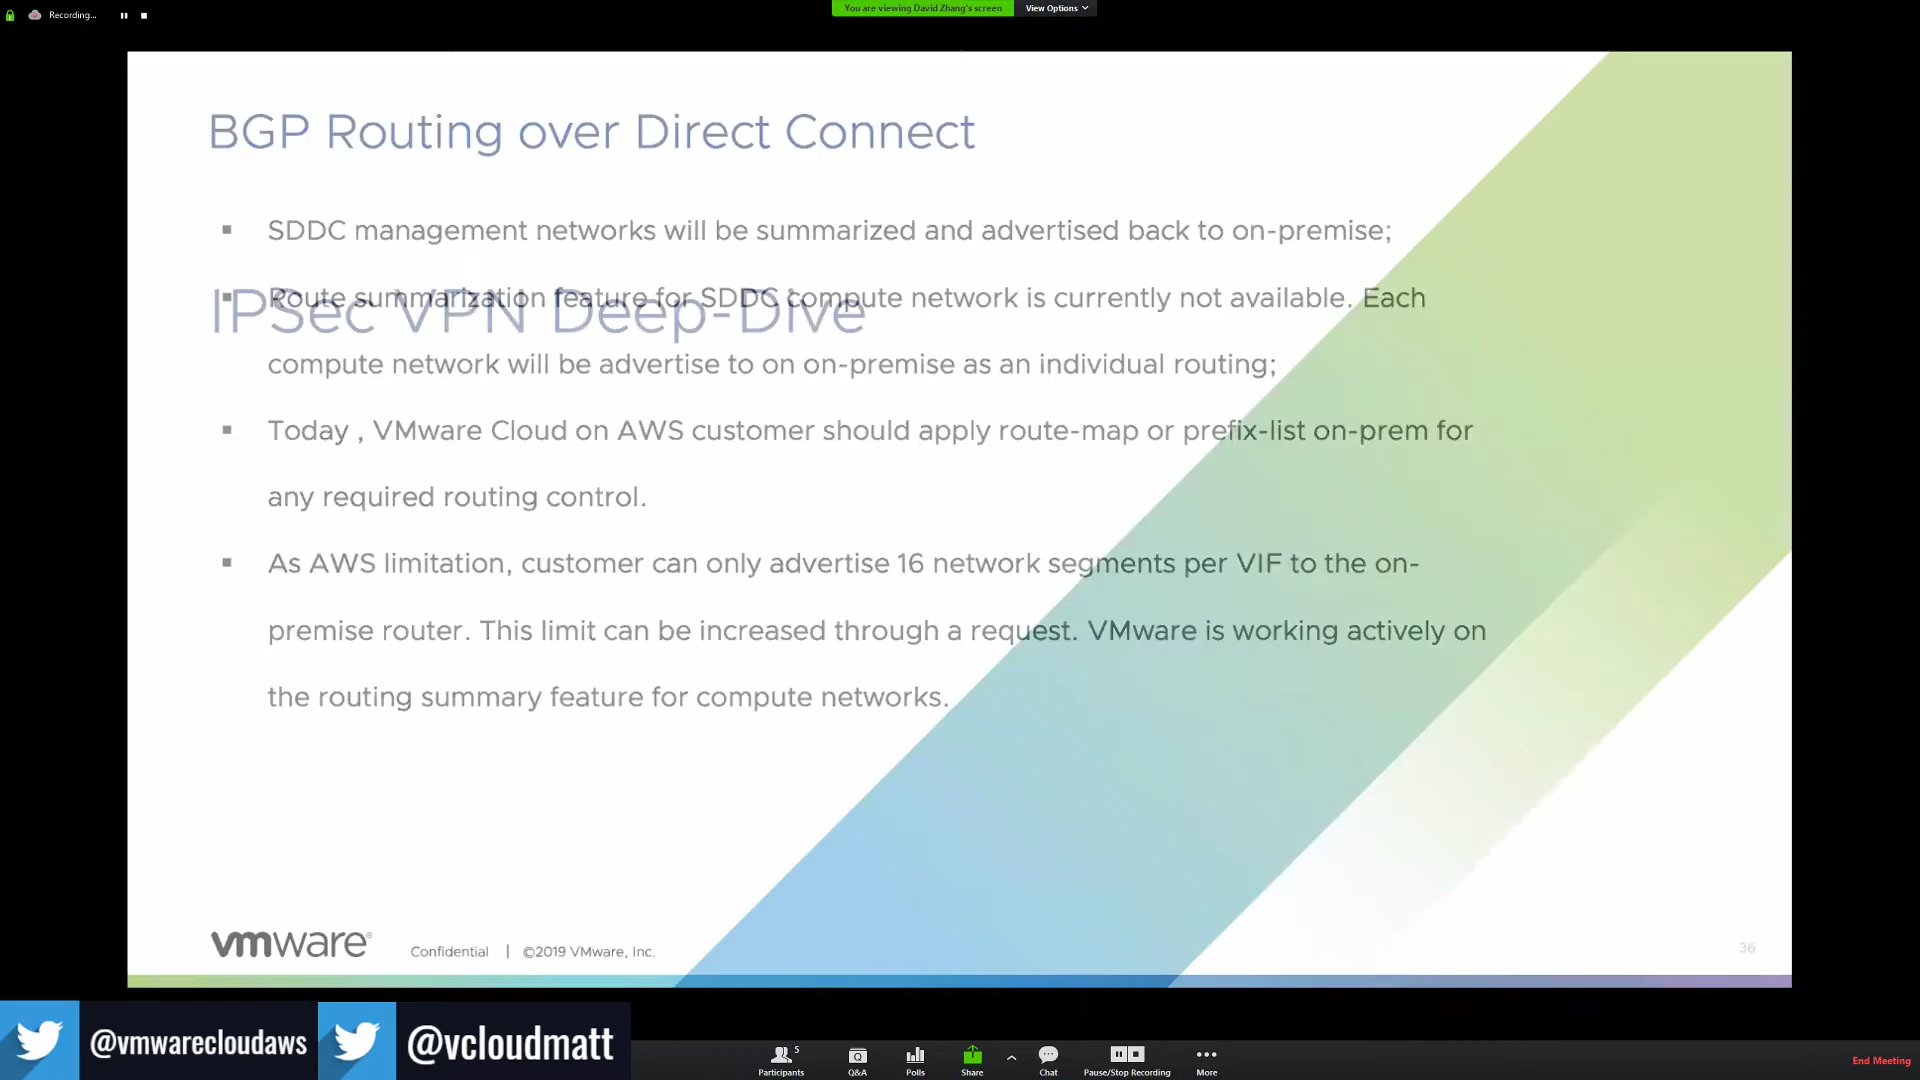 Recording...
You are viewing David Zhang's screen
View Options
BGP Routing over Direct Connect
SDDC management networks will be summarized and advertised back to on-premise;
Route summarization feature for SDDC compute network is currently not available. Each
IPSec VPN Deep-Dive
compute network will be advertise to on on-premise as an individual routing;
Today , VMware Cloud on AWS customer should apply route-map or prefix-list on-prem for
any required routing control.
As AWS limitation, customer can only advertise 16 network segments per VIF to the on-
premise router. This limit can be increased through a request. VMware is working actively on
the routing summary feature for compute networks.
vmware®
Confidential | ©2019 VMware, Inc.
36
@vmwarecloudaws
@vcloudmatt
5
Participants
Q&A
Polls
Share
Chat
Pause/Stop Recording
More
End Meeting